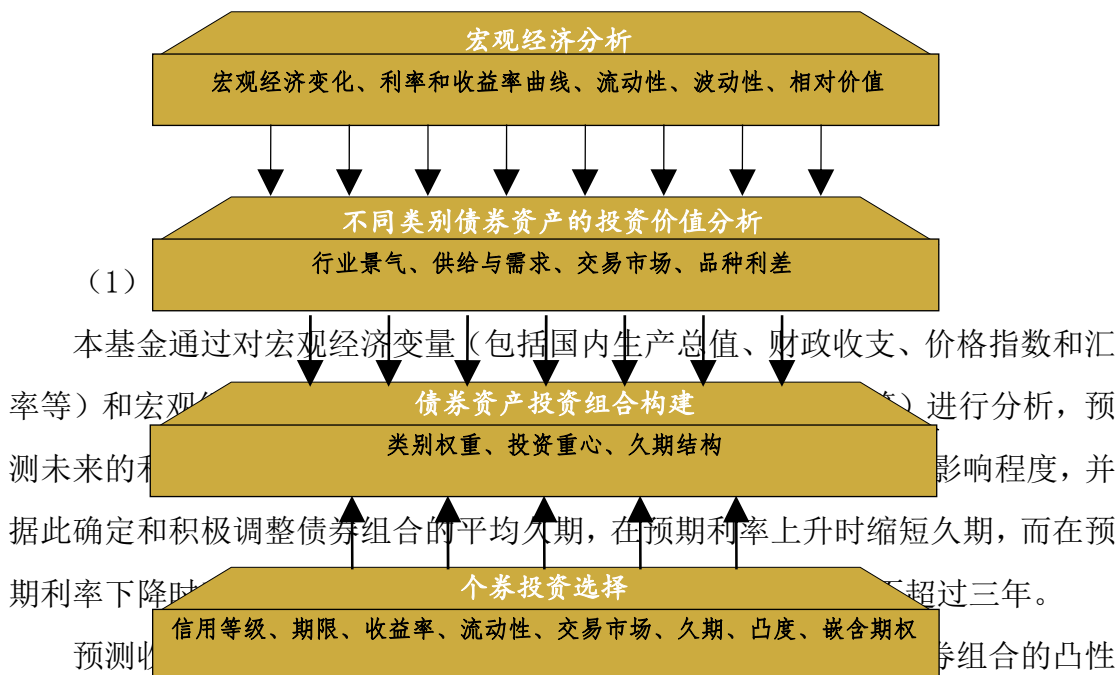 宏观经济分析
宏观经济变化、利率和收益率曲线、流动性、波动性、相对价值
不同类别债券资产的投资价值分析
行业景气、供给与需求、交易市场、品种利差
（1）
本基金通过对宏观经济变量（包括国内生产总值、财政收支、价格指数和汇
率等）和宏观 ）进行分析，预
债券资产投资组合构建
类别权重、投资重心、久期结构
测未来的 影响程度，并
据此确定和积极调整债券组合的平均久期，在预期利率上升时缩短久期，而在预
期利率下降时 超过三年。
个券投资选择
信用等级、期限、收益率、流动性、交易市场、久期、凸度、嵌含期权
预测 券组合的凸性